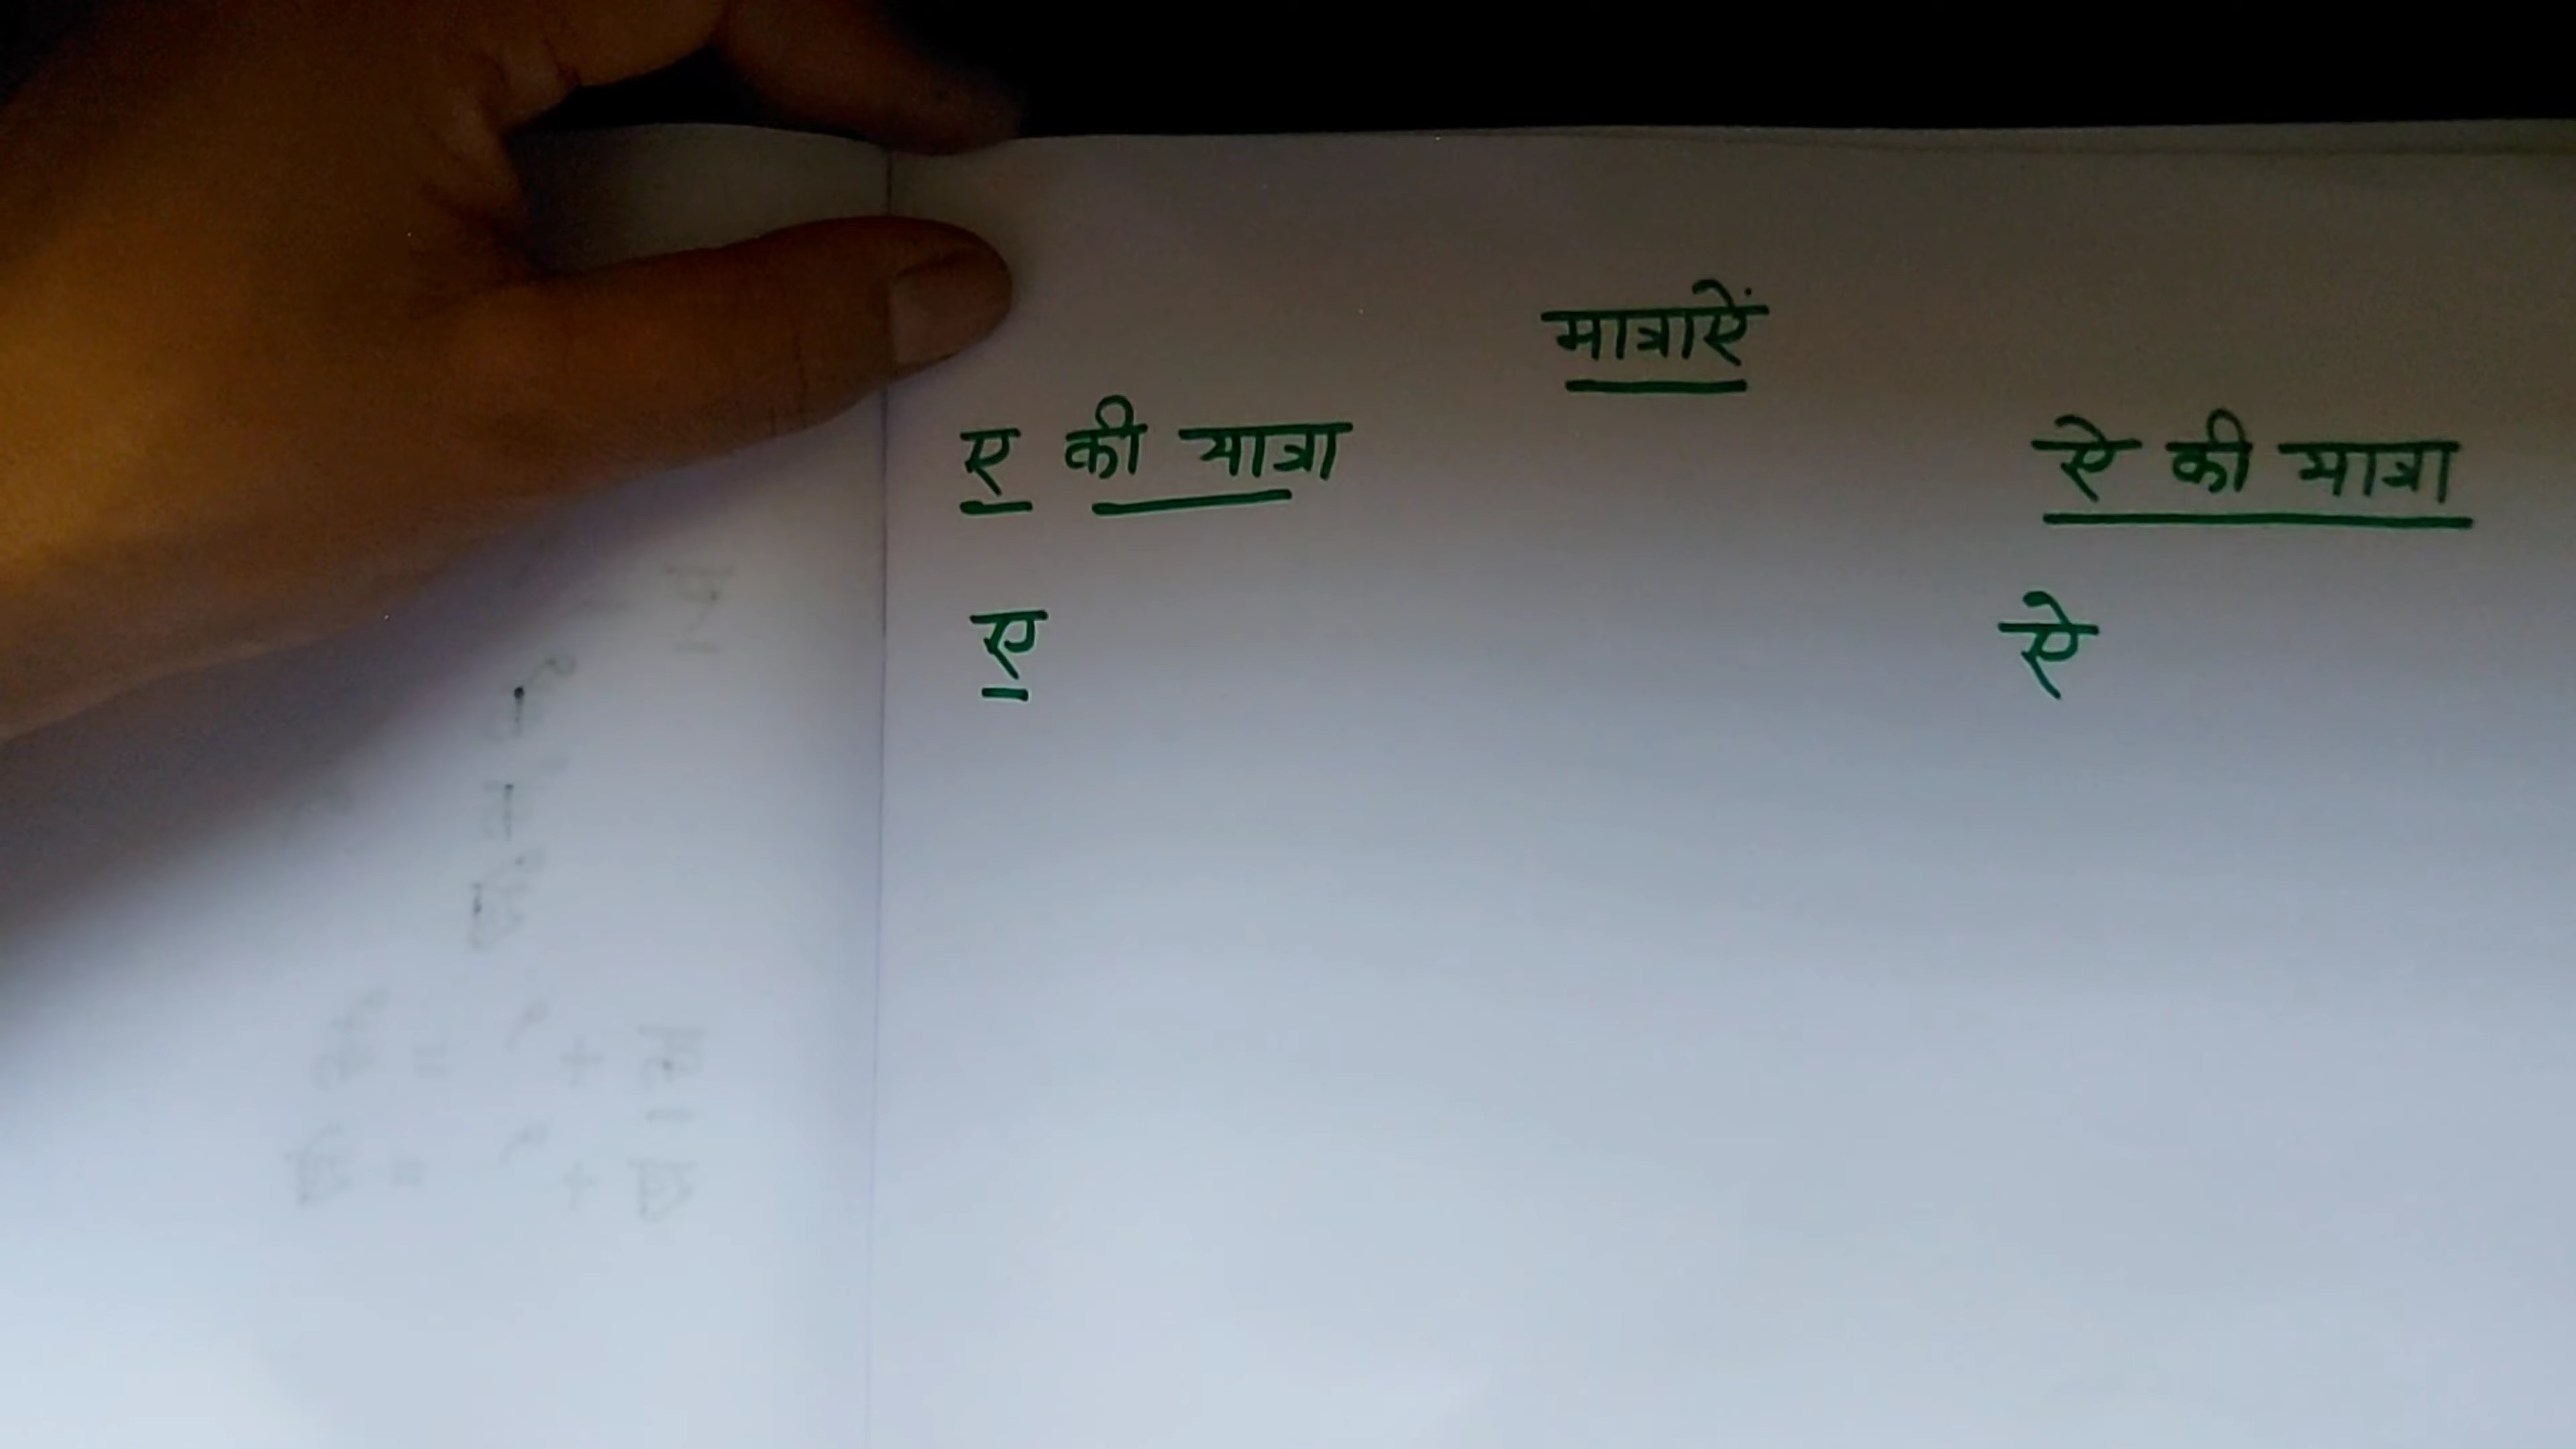 मात्राऐं
ए की मात्रा
ऐ की मात्रा
ए
ऐ